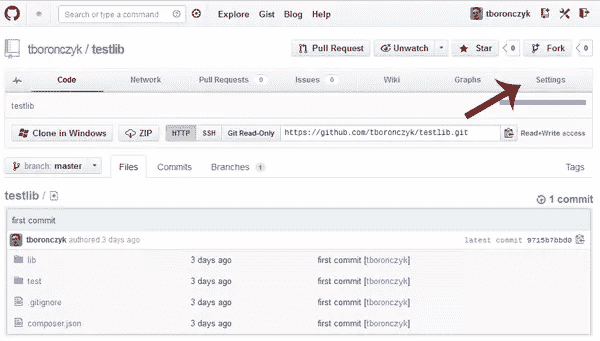 Search or type a command
Explore Gist Blog Help
tboronczyk
tboronczyk / testlib
Pull Request Unwatch Star 0 Fork 0
Code Network Pull Requests 0 Issues 0 Wiki Graphs Settings
testlib
Clone in Windows ZIP HTTP SSH Git Read-Only https://github.com/tboronczyk/testlib.git Read+Write access
branch: master Files Commits Branches 1 Tags
testlib /
1 commit
first commit
tboronczyk authored 3 days ago
latest commit 9715b7bbd0
lib 3 days ago first commit [tboronczyk]
test 3 days ago first commit [tboronczyk]
.gitignore 3 days ago first commit [tboronczyk]
composer.json 3 days ago first commit [tboronczyk]